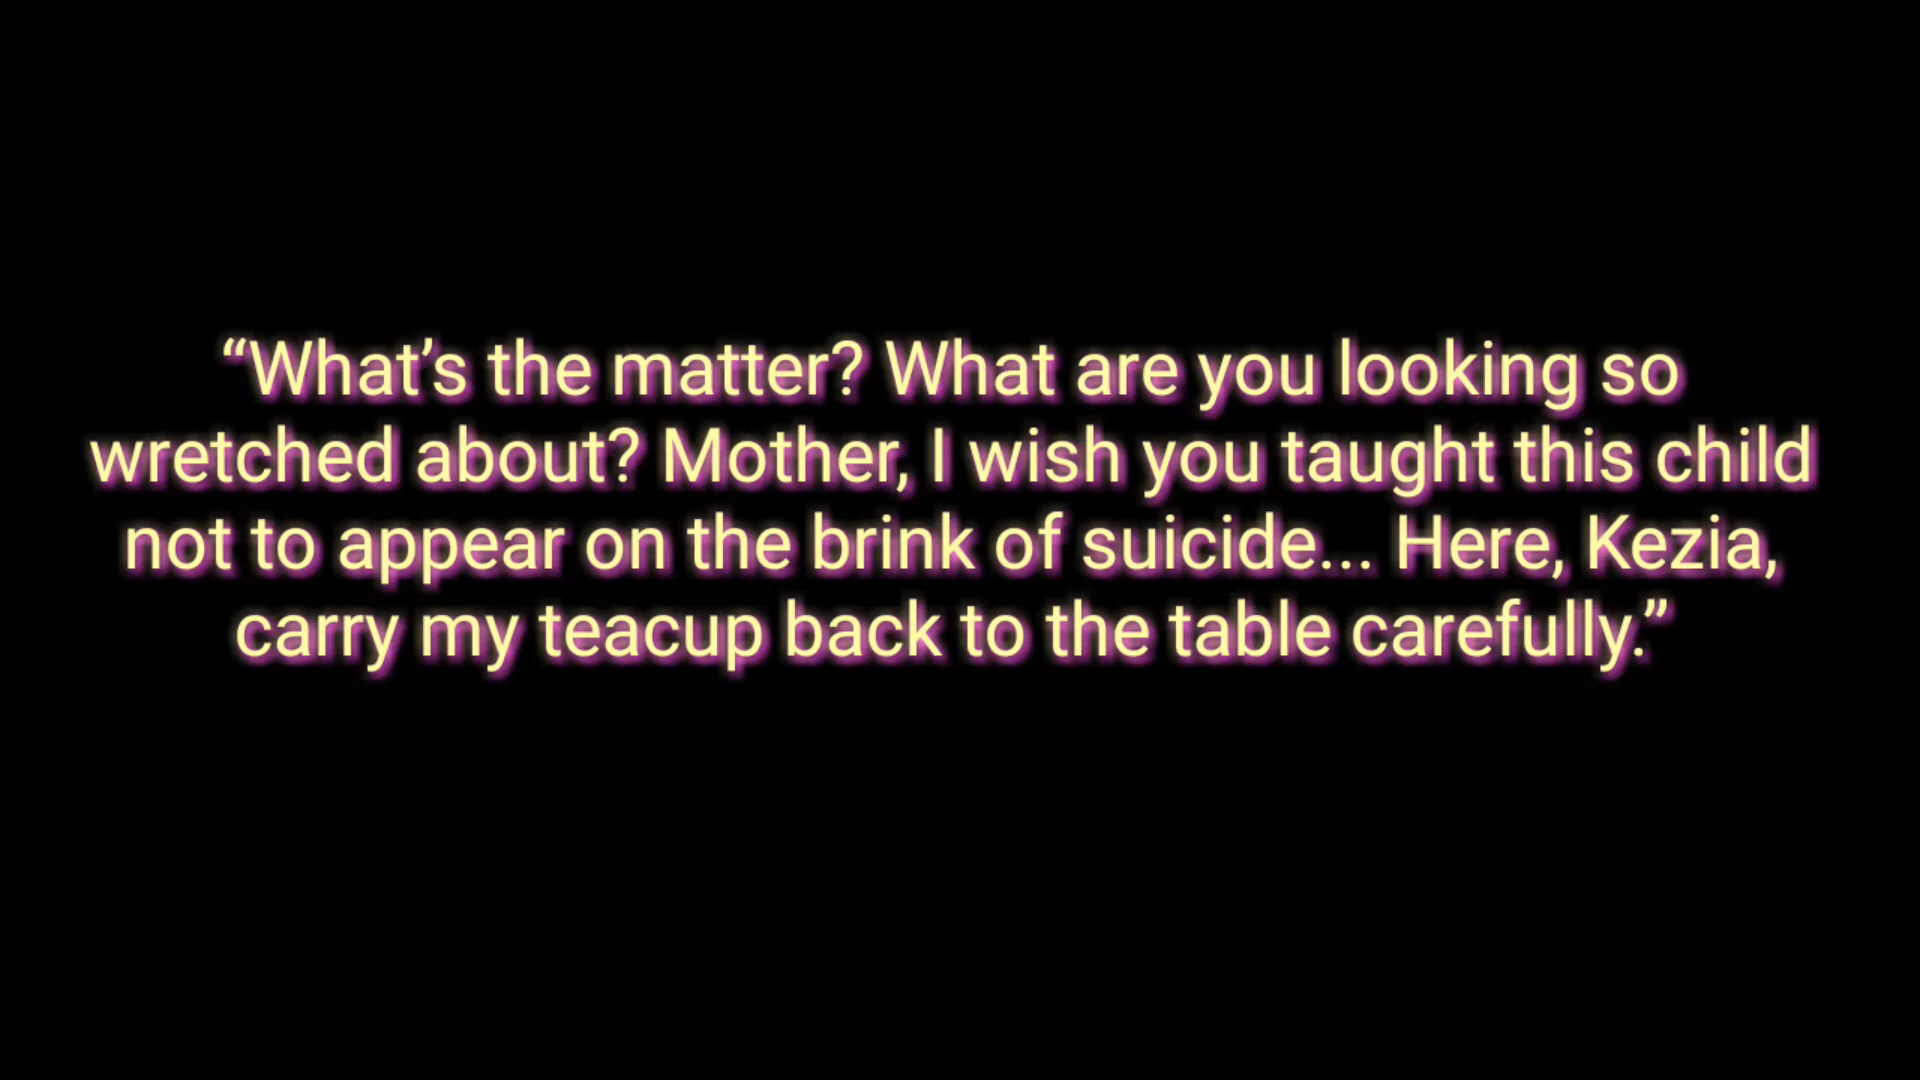 “What’s the matter? What are you looking so
wretched about? Mother, I wish you taught this child
not to appear on the brink of suicide... Here, Kezia,
carry my teacup back to the table carefully.”